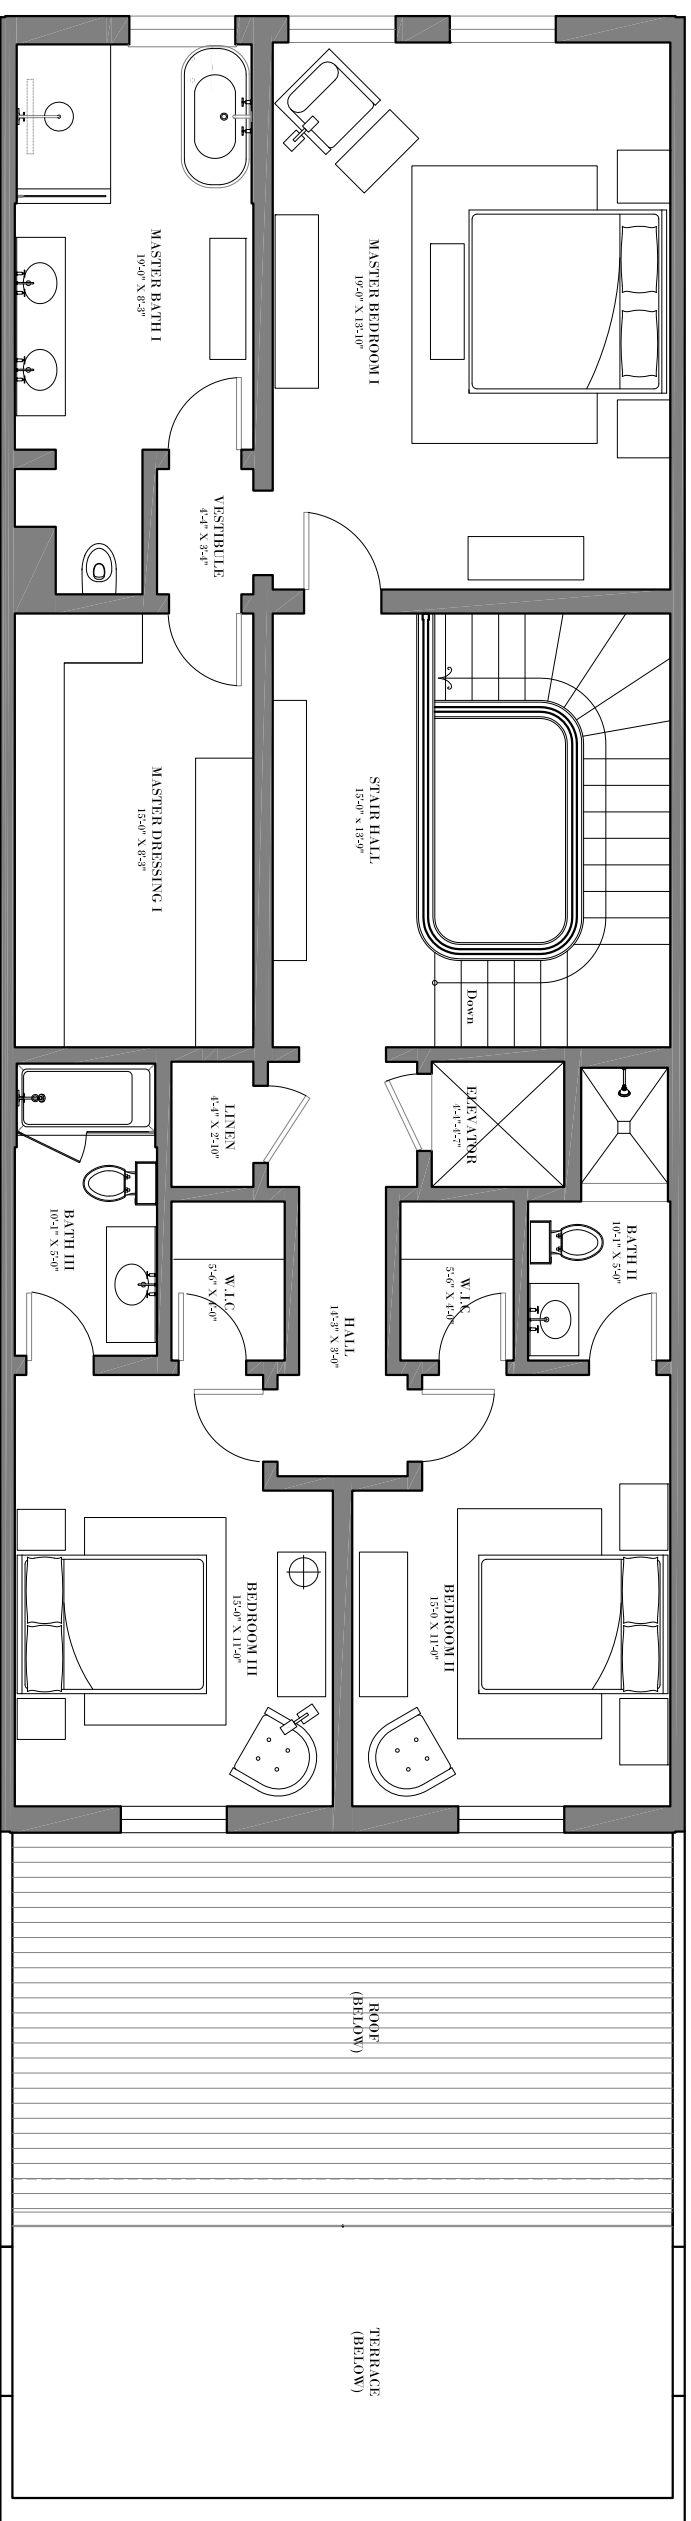 MASTER BATH I
19'-0" X 8'-3"
MASTER BEDROOM I
19'-0" X 13'-10"
VESTIBULE
4'-4" X 3'-4"
MASTER DRESSING I
15'-0" X 8'-3"
STAIR HALL
15'-0" x 13'-9"
Down
LINEN
4'-4" X 2'-10"
ELEVATOR
4'-4"-4'-7"
BATH III
10'-1" X 5'-0"
W.I.C
5'-6" X 4'-0"
HALL
14'-3" X 3'-0"
W.I.C
5'-6" X 4'-0"
BATH II
10'-1" X 5'-0"
BEDROOM III
15'-0" X 11'-0"
BEDROOM II
15'-0 X 11'-0"
ROOF
(BELOW)
TERRACE
(BELOW)